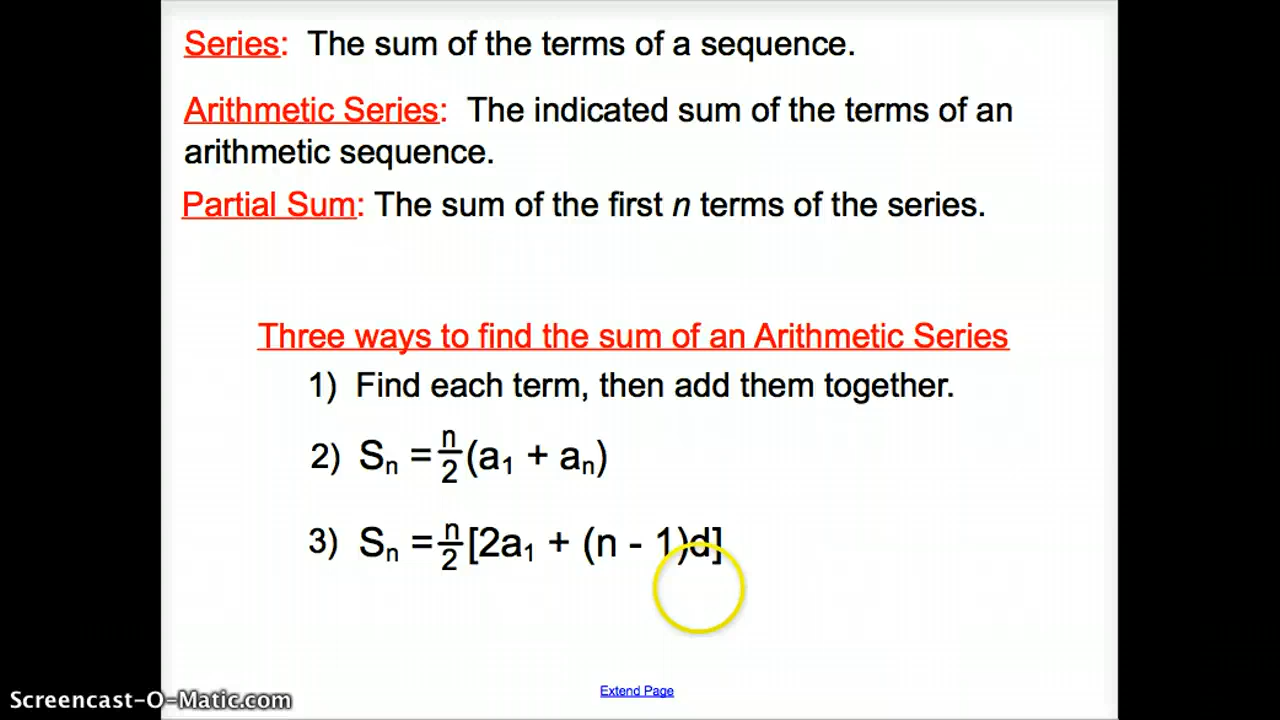 Series: The sum of the terms of a sequence.
Arithmetic Series: The indicated sum of the terms of an
arithmetic sequence.
Partial Sum: The sum of the first n terms of the series.
Three ways to find the sum of an Arithmetic Series
1) Find each term, then add them together.
2) Sₙ = n/2(a₁ + aₙ)
3) Sₙ = n/2[2a₁ + (n - 1)d]
Extend Page
Screencast-O-Matic.com